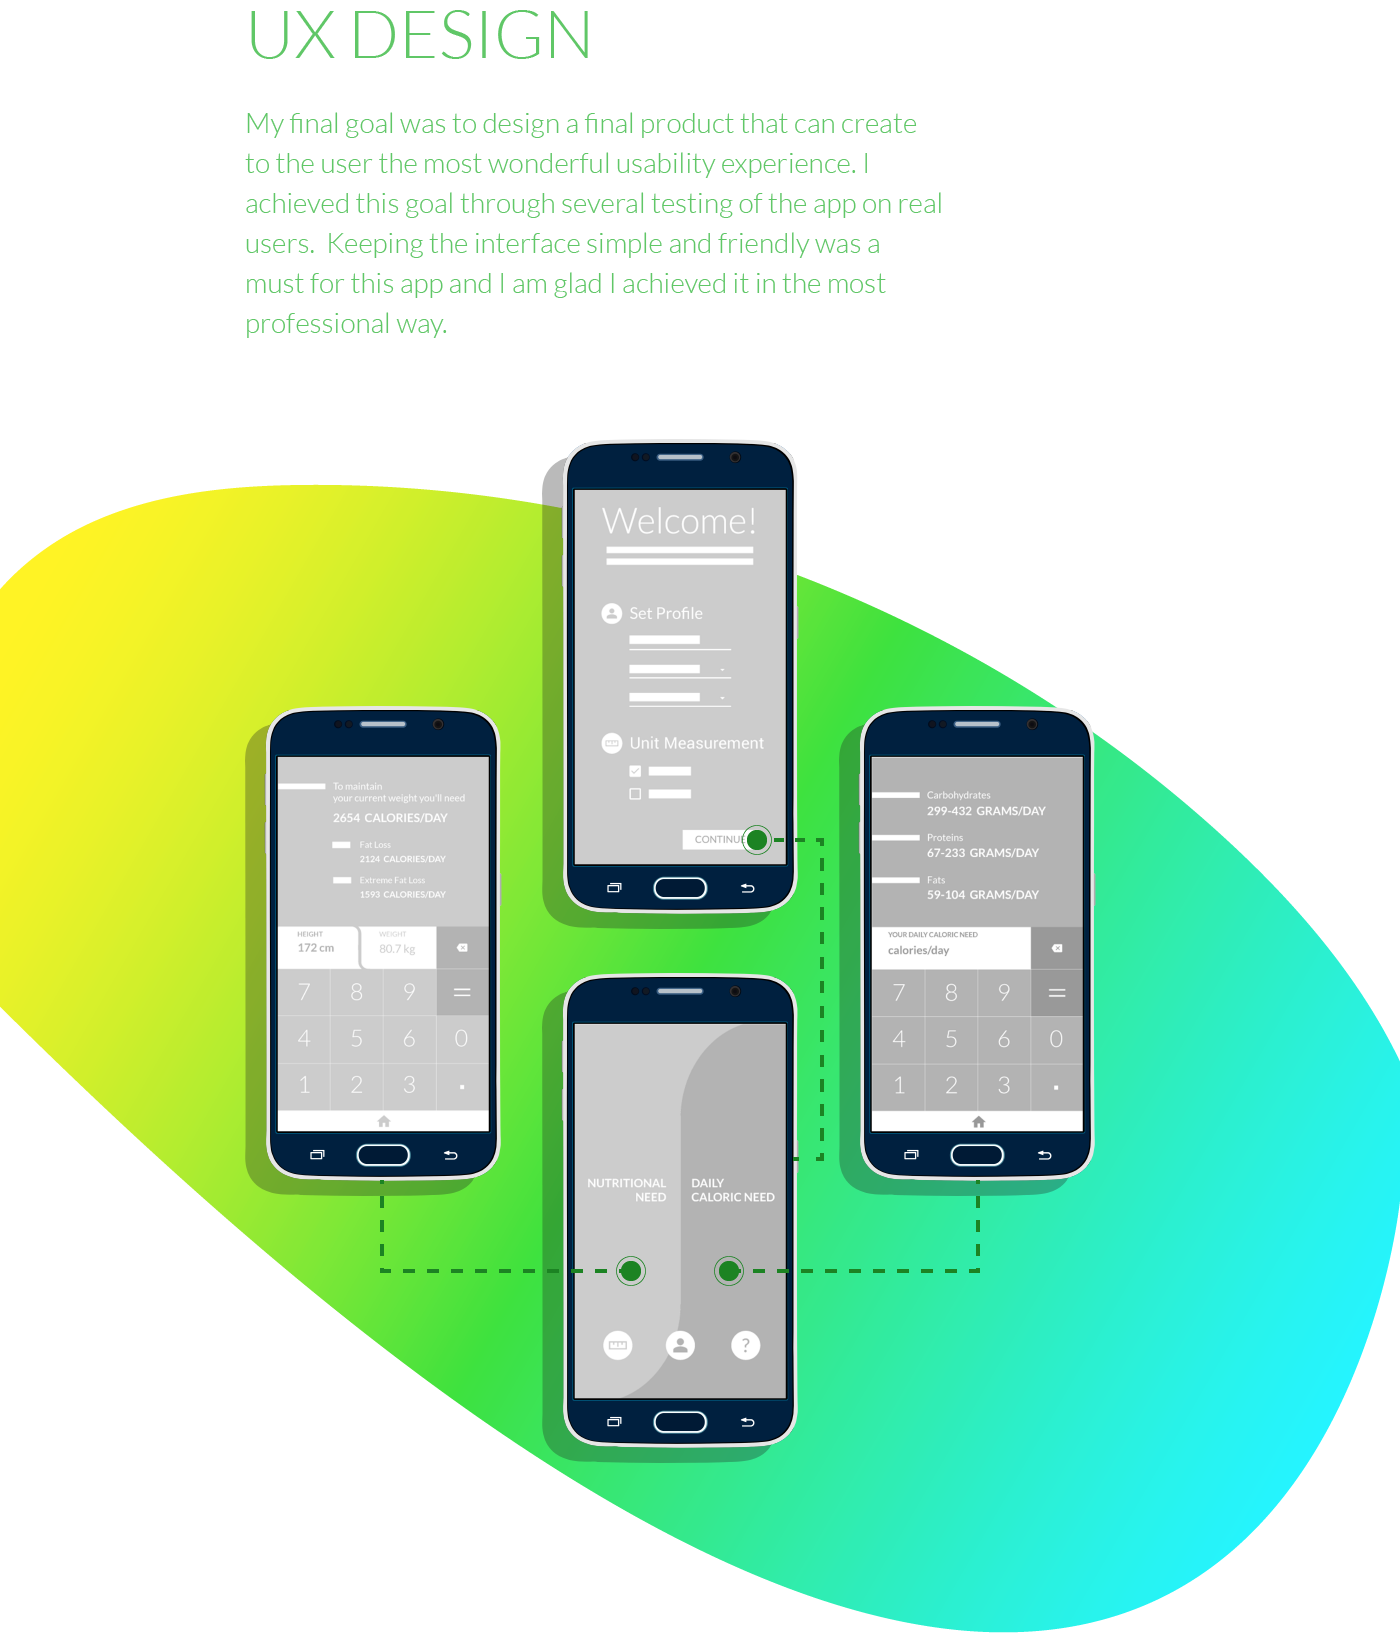 UX DESIGN
My final goal was to design a final product that can create
to the user the most wonderful usability experience. I
achieved this goal through several testing of the app on real
users.  Keeping the interface simple and friendly was a
must for this app and I am glad I achieved it in the most
professional way.
Welcome!
Set Profile
Unit Measurement
CONTINUE
To maintain
your current weight you'll need
2654 CALORIES/DAY
Fat Loss
2124 CALORIES/DAY
Extreme Fat Loss
1593 CALORIES/DAY
HEIGHT
172 cm
WEIGHT
80.7 kg
7 8 9 =
4 5 6 0
1 2 3 .
Carbohydrates
299-432 GRAMS/DAY
Proteins
67-233 GRAMS/DAY
Fats
59-104 GRAMS/DAY
YOUR DAILY CALORIC NEED
calories/day
7 8 9 =
4 5 6 0
1 2 3 .
NUTRITIONAL
NEED
DAILY
CALORIC NEED
?